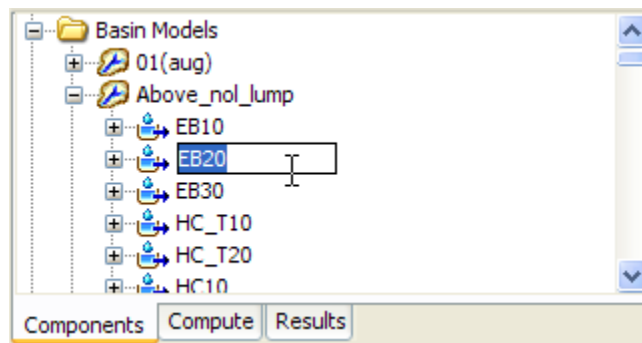 Basin Models
01(aug)
Above_nol_lump
EB10
EB20
EB30
HC_T10
HC_T20
HC10
Components Compute Results